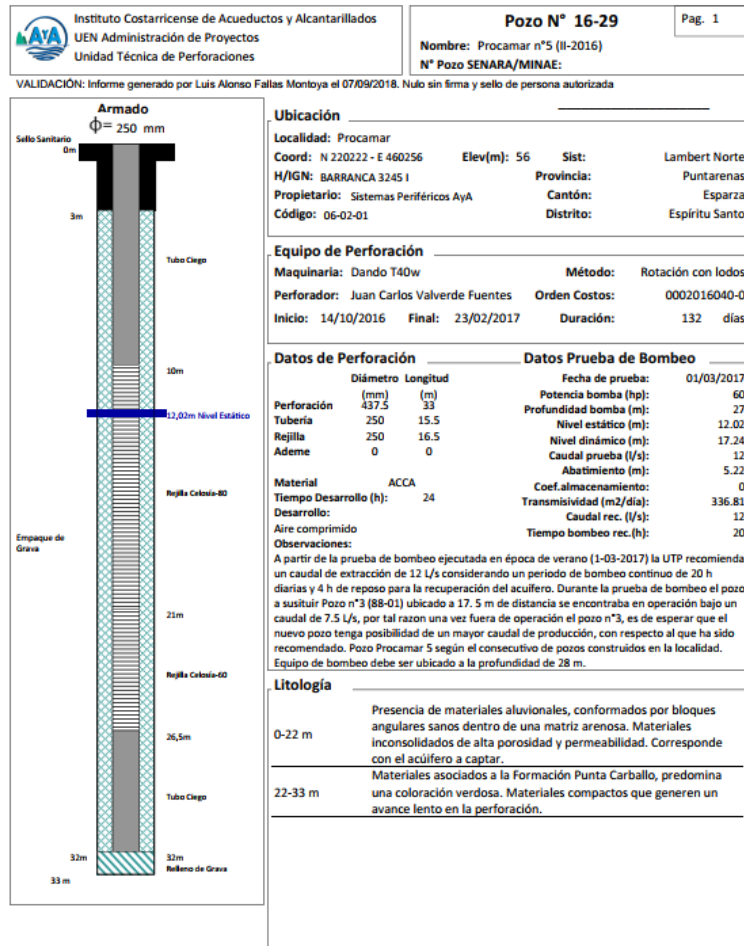 Instituto Costarricense de Acueductos y Alcantarillados
UEN Administración de Proyectos
Unidad Técnica de Perforaciones
AyA
Pozo N° 16-29
Pag. 1
Nombre: Procamar n°5 (II-2016)
N° Pozo SENARA/MINAE:
VALIDACIÓN: Informe generado por Luis Alonso Fallas Montoya el 07/09/2018. Nulo sin firma y sello de persona autorizada
Armado
ϕ= 250 mm
Sello Sanitario
0m
3m
Tubo Ciego
10m
12,02m Nivel Estático
Rejilla Celosía-80
Empaque de
Grava
21m
Rejilla Celosía-60
26,5m
Tubo Ciego
32m 32m
Relleno de Grava
33 m
Ubicación
Localidad: Procamar
Coord: N 220222 - E 460256 Elev(m): 56 Sist: Lambert Norte
H/IGN: BARRANCA 3245 I Provincia: Puntarenas
Propietario: Sistemas Periféricos AyA Cantón: Esparza
Código: 06-02-01 Distrito: Espíritu Santo
Equipo de Perforación
Maquinaria: Dando T40w Método: Rotación con lodos
Perforador: Juan Carlos Valverde Fuentes Orden Costos: 0002016040-0
Inicio: 14/10/2016 Final: 23/02/2017 Duración: 132 días
Datos de Perforación
Diámetro Longitud
(mm) (m)
Perforación 437.5 33
Tubería 250 15.5
Rejilla 250 16.5
Ademe 0 0
Material ACCA
Tiempo Desarrollo (h): 24
Desarrollo:
Aire comprimido
Observaciones:
Datos Prueba de Bombeo
Fecha de prueba: 01/03/2017
Potencia bomba (hp): 60
Profundidad bomba (m): 27
Nivel estático (m): 12.02
Nivel dinámico (m): 17.24
Caudal prueba (l/s): 12
Abatimiento (m): 5.22
Coef.almacenamiento: 0
Transmisividad (m2/día): 336.81
Caudal rec. (l/s): 12
Tiempo bombeo rec.(h): 20
A partir de la prueba de bombeo ejecutada en época de verano (1-03-2017) la UTP recomienda
un caudal de extracción de 12 L/s considerando un periodo de bombeo continuo de 20 h
diarias y 4 h de reposo para la recuperación del acuífero. Durante la prueba de bombeo el pozo
a susituir Pozo n°3 (88-01) ubicado a 17. 5 m de distancia se encontraba en operación bajo un
caudal de 7.5 L/s, por tal razon una vez fuera de operación el pozo n°3, es de esperar que el
nuevo pozo tenga posibilidad de un mayor caudal de producción, con respecto al que ha sido
recomendado. Pozo Procamar 5 según el consecutivo de pozos construidos en la localidad.
Equipo de bombeo debe ser ubicado a la profundidad de 28 m.
Litología
0-22 m
Presencia de materiales aluvionales, conformados por bloques
angulares sanos dentro de una matriz arenosa. Materiales
inconsolidados de alta porosidad y permeabilidad. Corresponde
con el acúifero a captar.
22-33 m
Materiales asociados a la Formación Punta Carballo, predomina
una coloración verdosa. Materiales compactos que generen un
avance lento en la perforación.